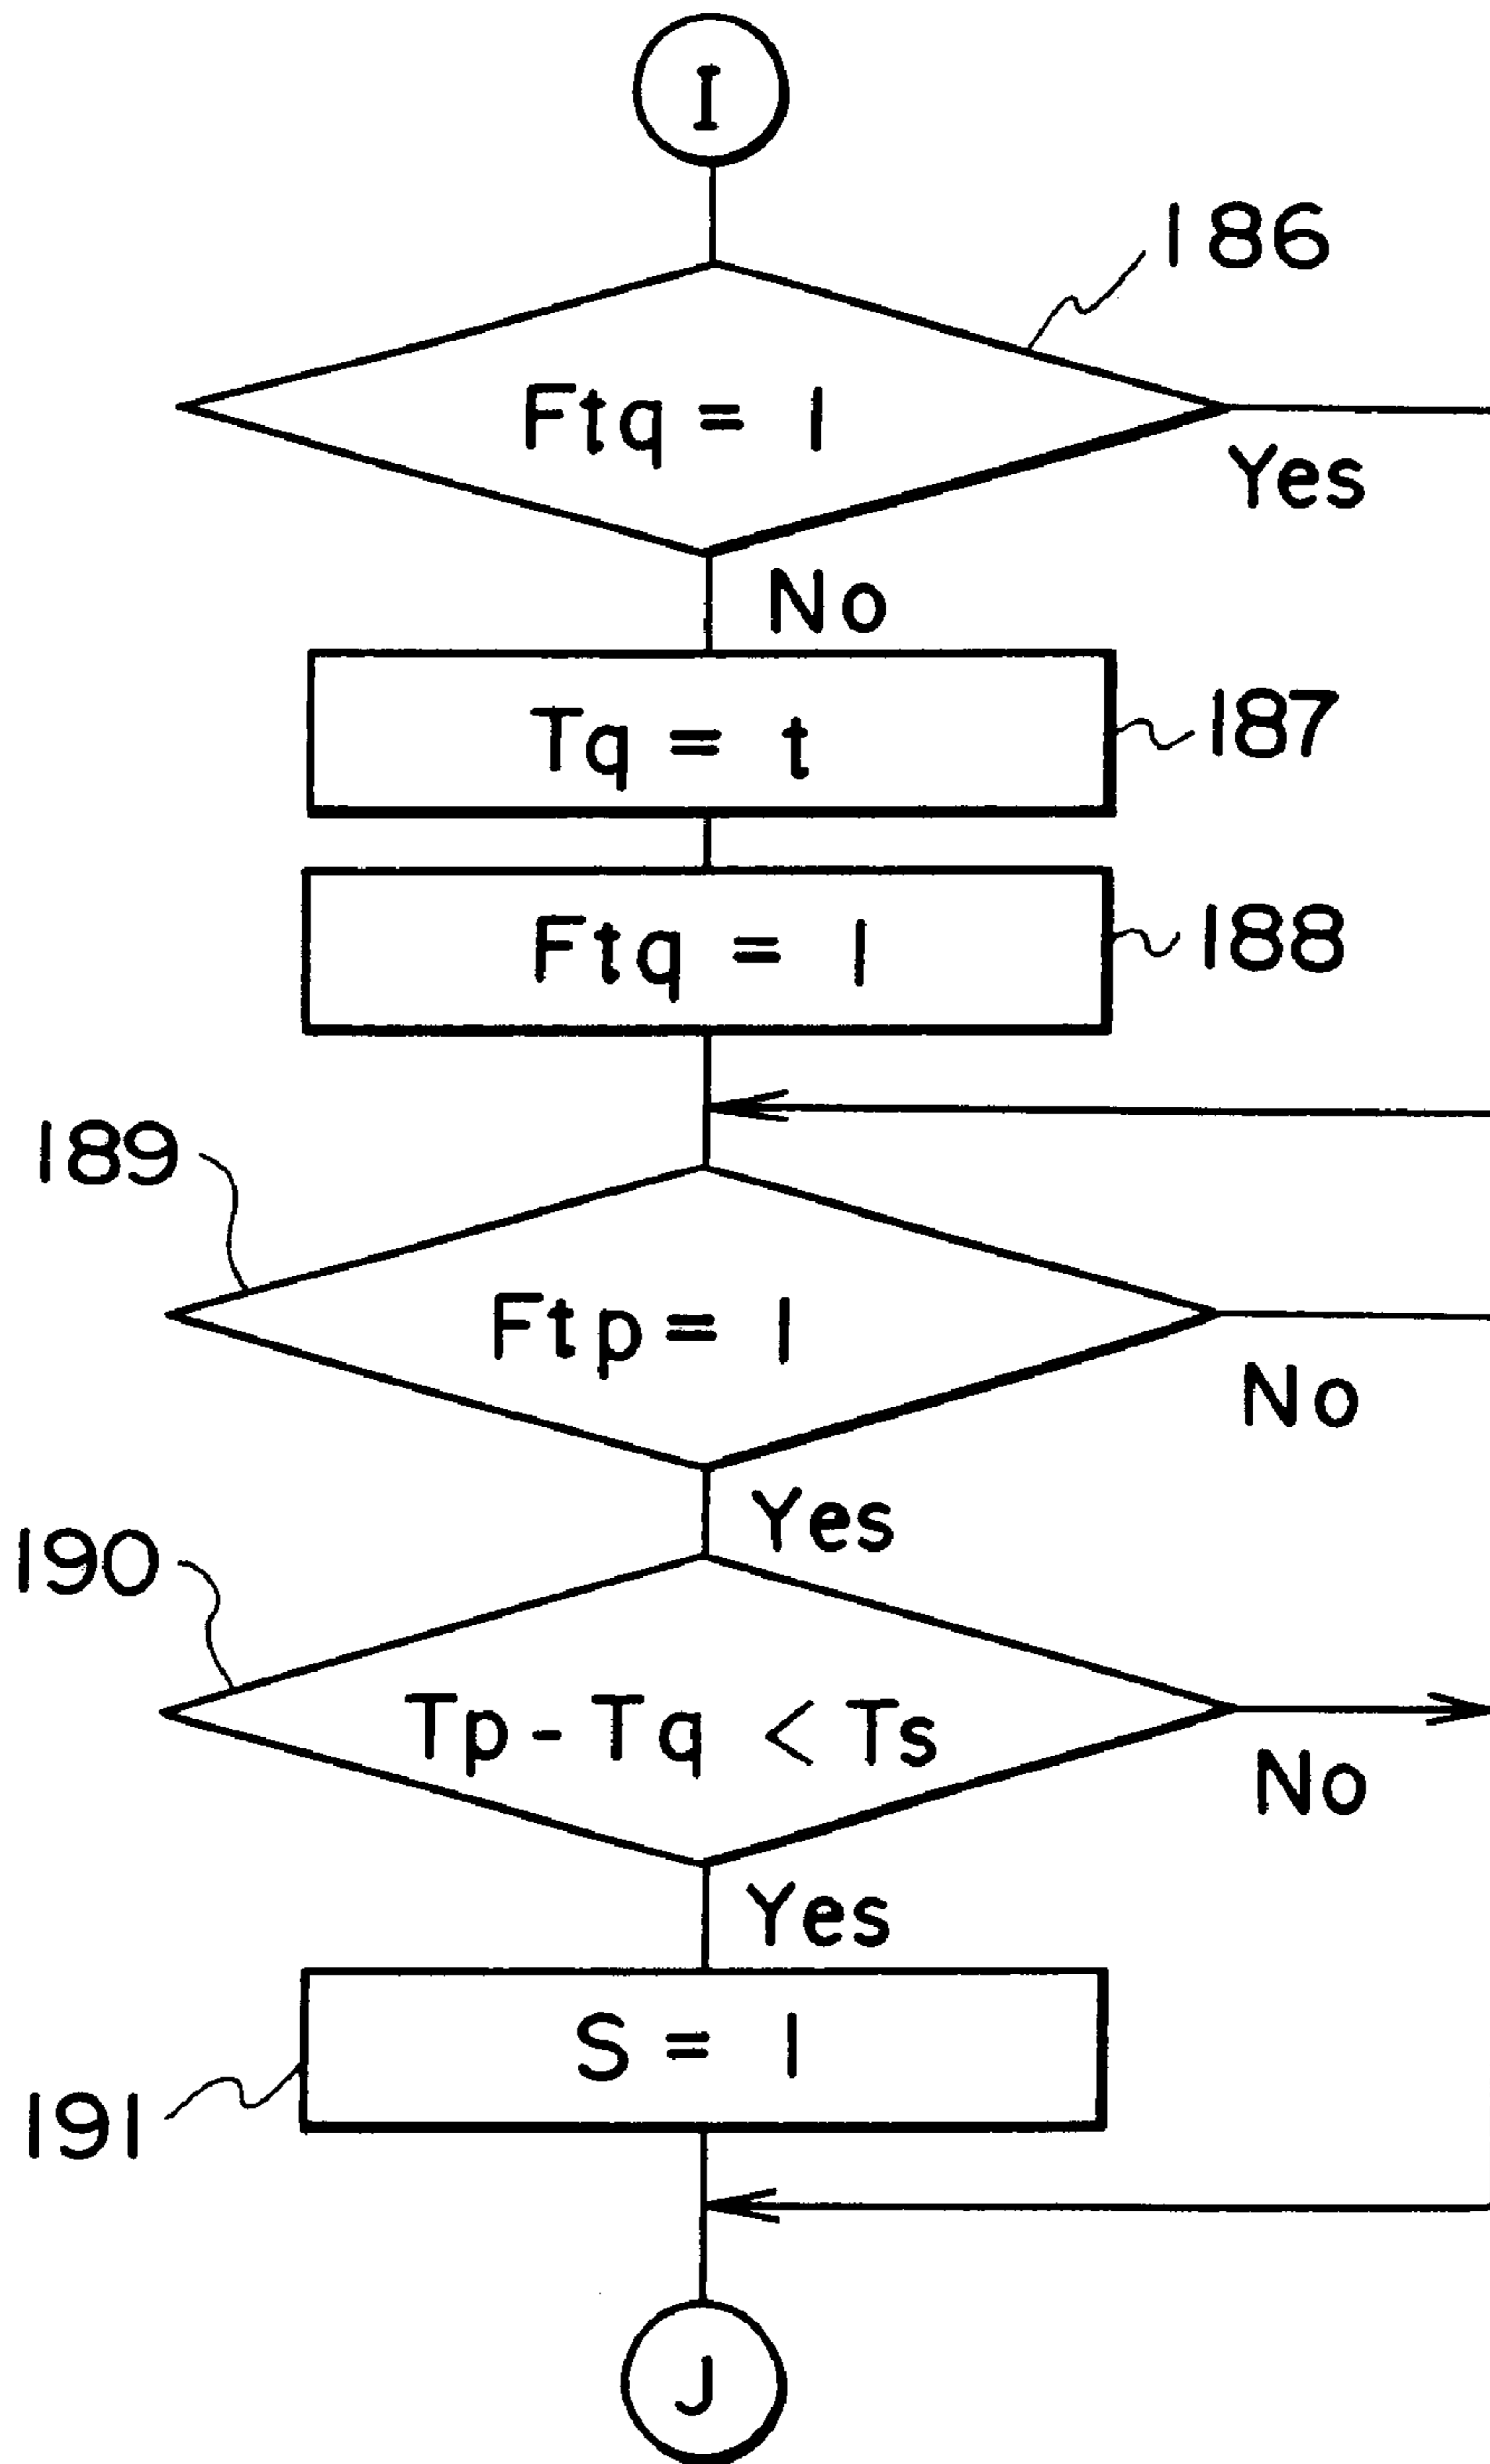 I
186
Ftq = 1
Yes
No
Tq = t
187
Ftq = 1
188
189
Ftp = 1
No
Yes
190
Tp - Tq < Ts
No
Yes
S = 1
191
J